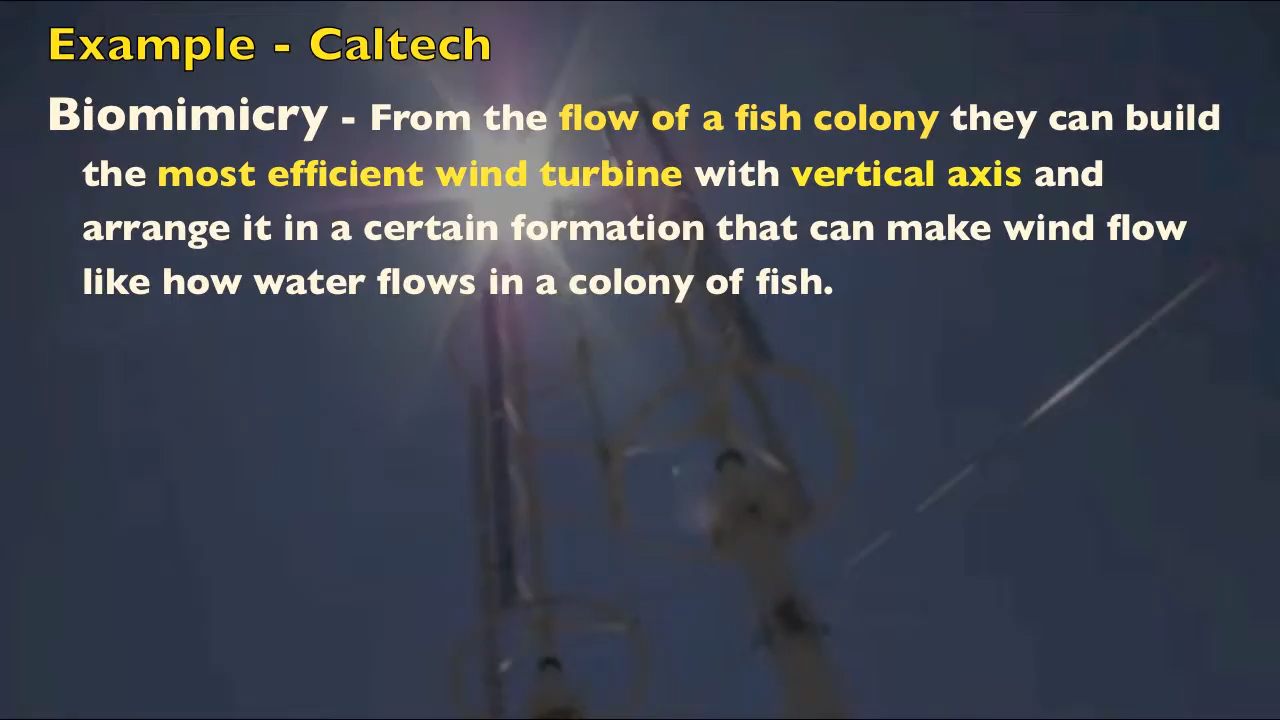 Example - Caltech
Biomimicry - From the flow of a fish colony they can build
the most efficient wind turbine with vertical axis and
arrange it in a certain formation that can make wind flow
like how water flows in a colony of fish.